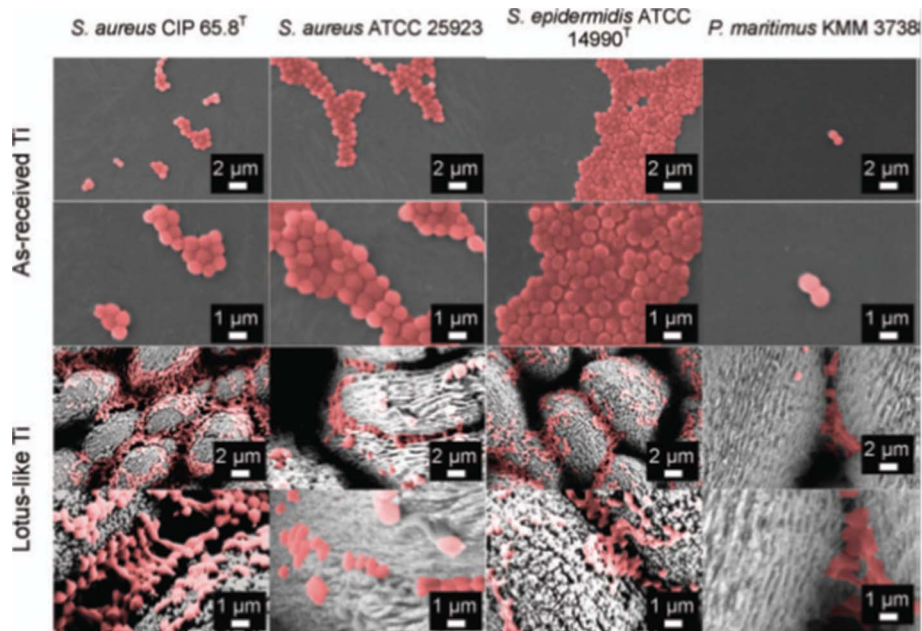 S. aureus CIP 65.8ᵀ
S. aureus ATCC 25923
S. epidermidis ATCC
14990ᵀ
P. maritimus KMM 3738
As-received Ti
2 µm
2 µm
2 µm
2 µm
1 µm
1 µm
1 µm
1 µm
Lotus-like Ti
2 µm
2 µm
2 µm
2 µm
1 µm
1 µm
1 µm
1 µm